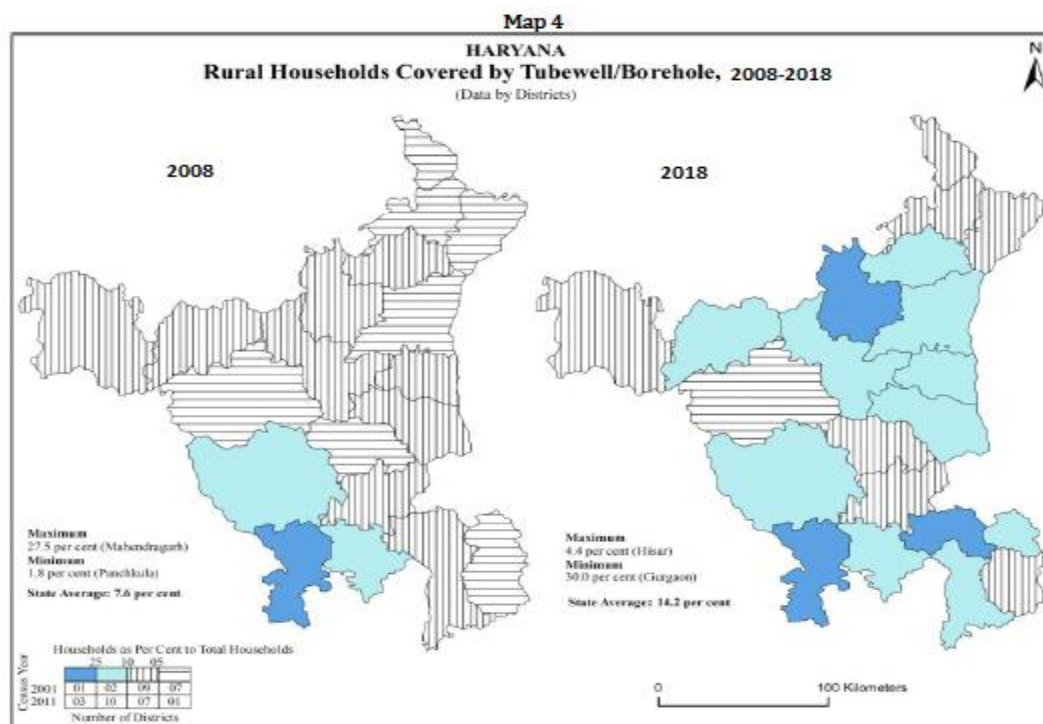 Map 4
HARYANA
Rural Households Covered by Tubewell/Borehole, 2008-2018
(Data by Districts)
N
2008
2018
Maximum
27.5 per cent (Mahendragarh)
Minimum
1.8 per cent (Panchkula)
State Average: 7.6 per cent
Maximum
4.4 per cent (Hisar)
Minimum
30.0 per cent (Gurgaon)
State Average: 14.2 per cent
Households as Per Cent to Total Households
25 10 05
Census Year
2001 01 02 09 07
2011 03 10 07 01
Number of Districts
0 100 Kilometers